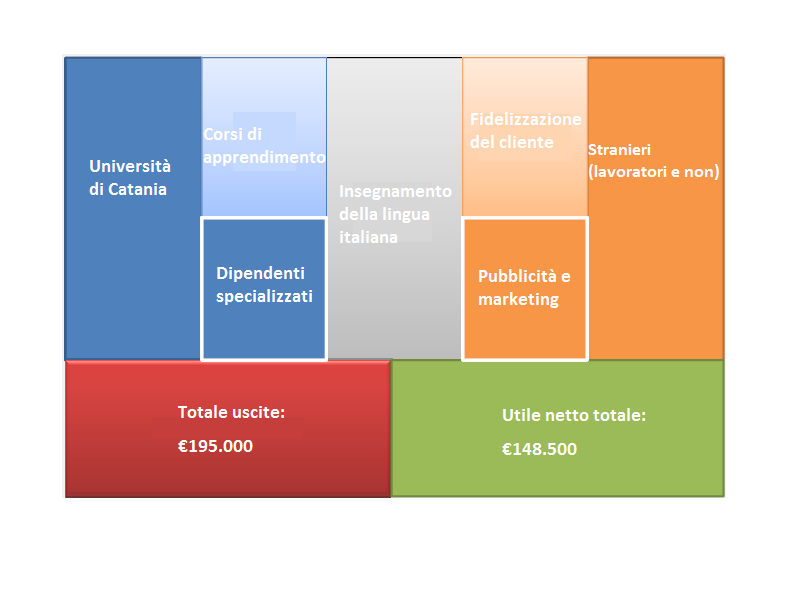 Università
di Catania
Corsi di
apprendimento
Dipendenti
specializzati
Insegnamento
della lingua
italiana
Fidelizzazione
del cliente
Pubblicità e
marketing
Stranieri
(lavoratori e non)
Totale uscite:
€195.000
Utile netto totale:
€148.500